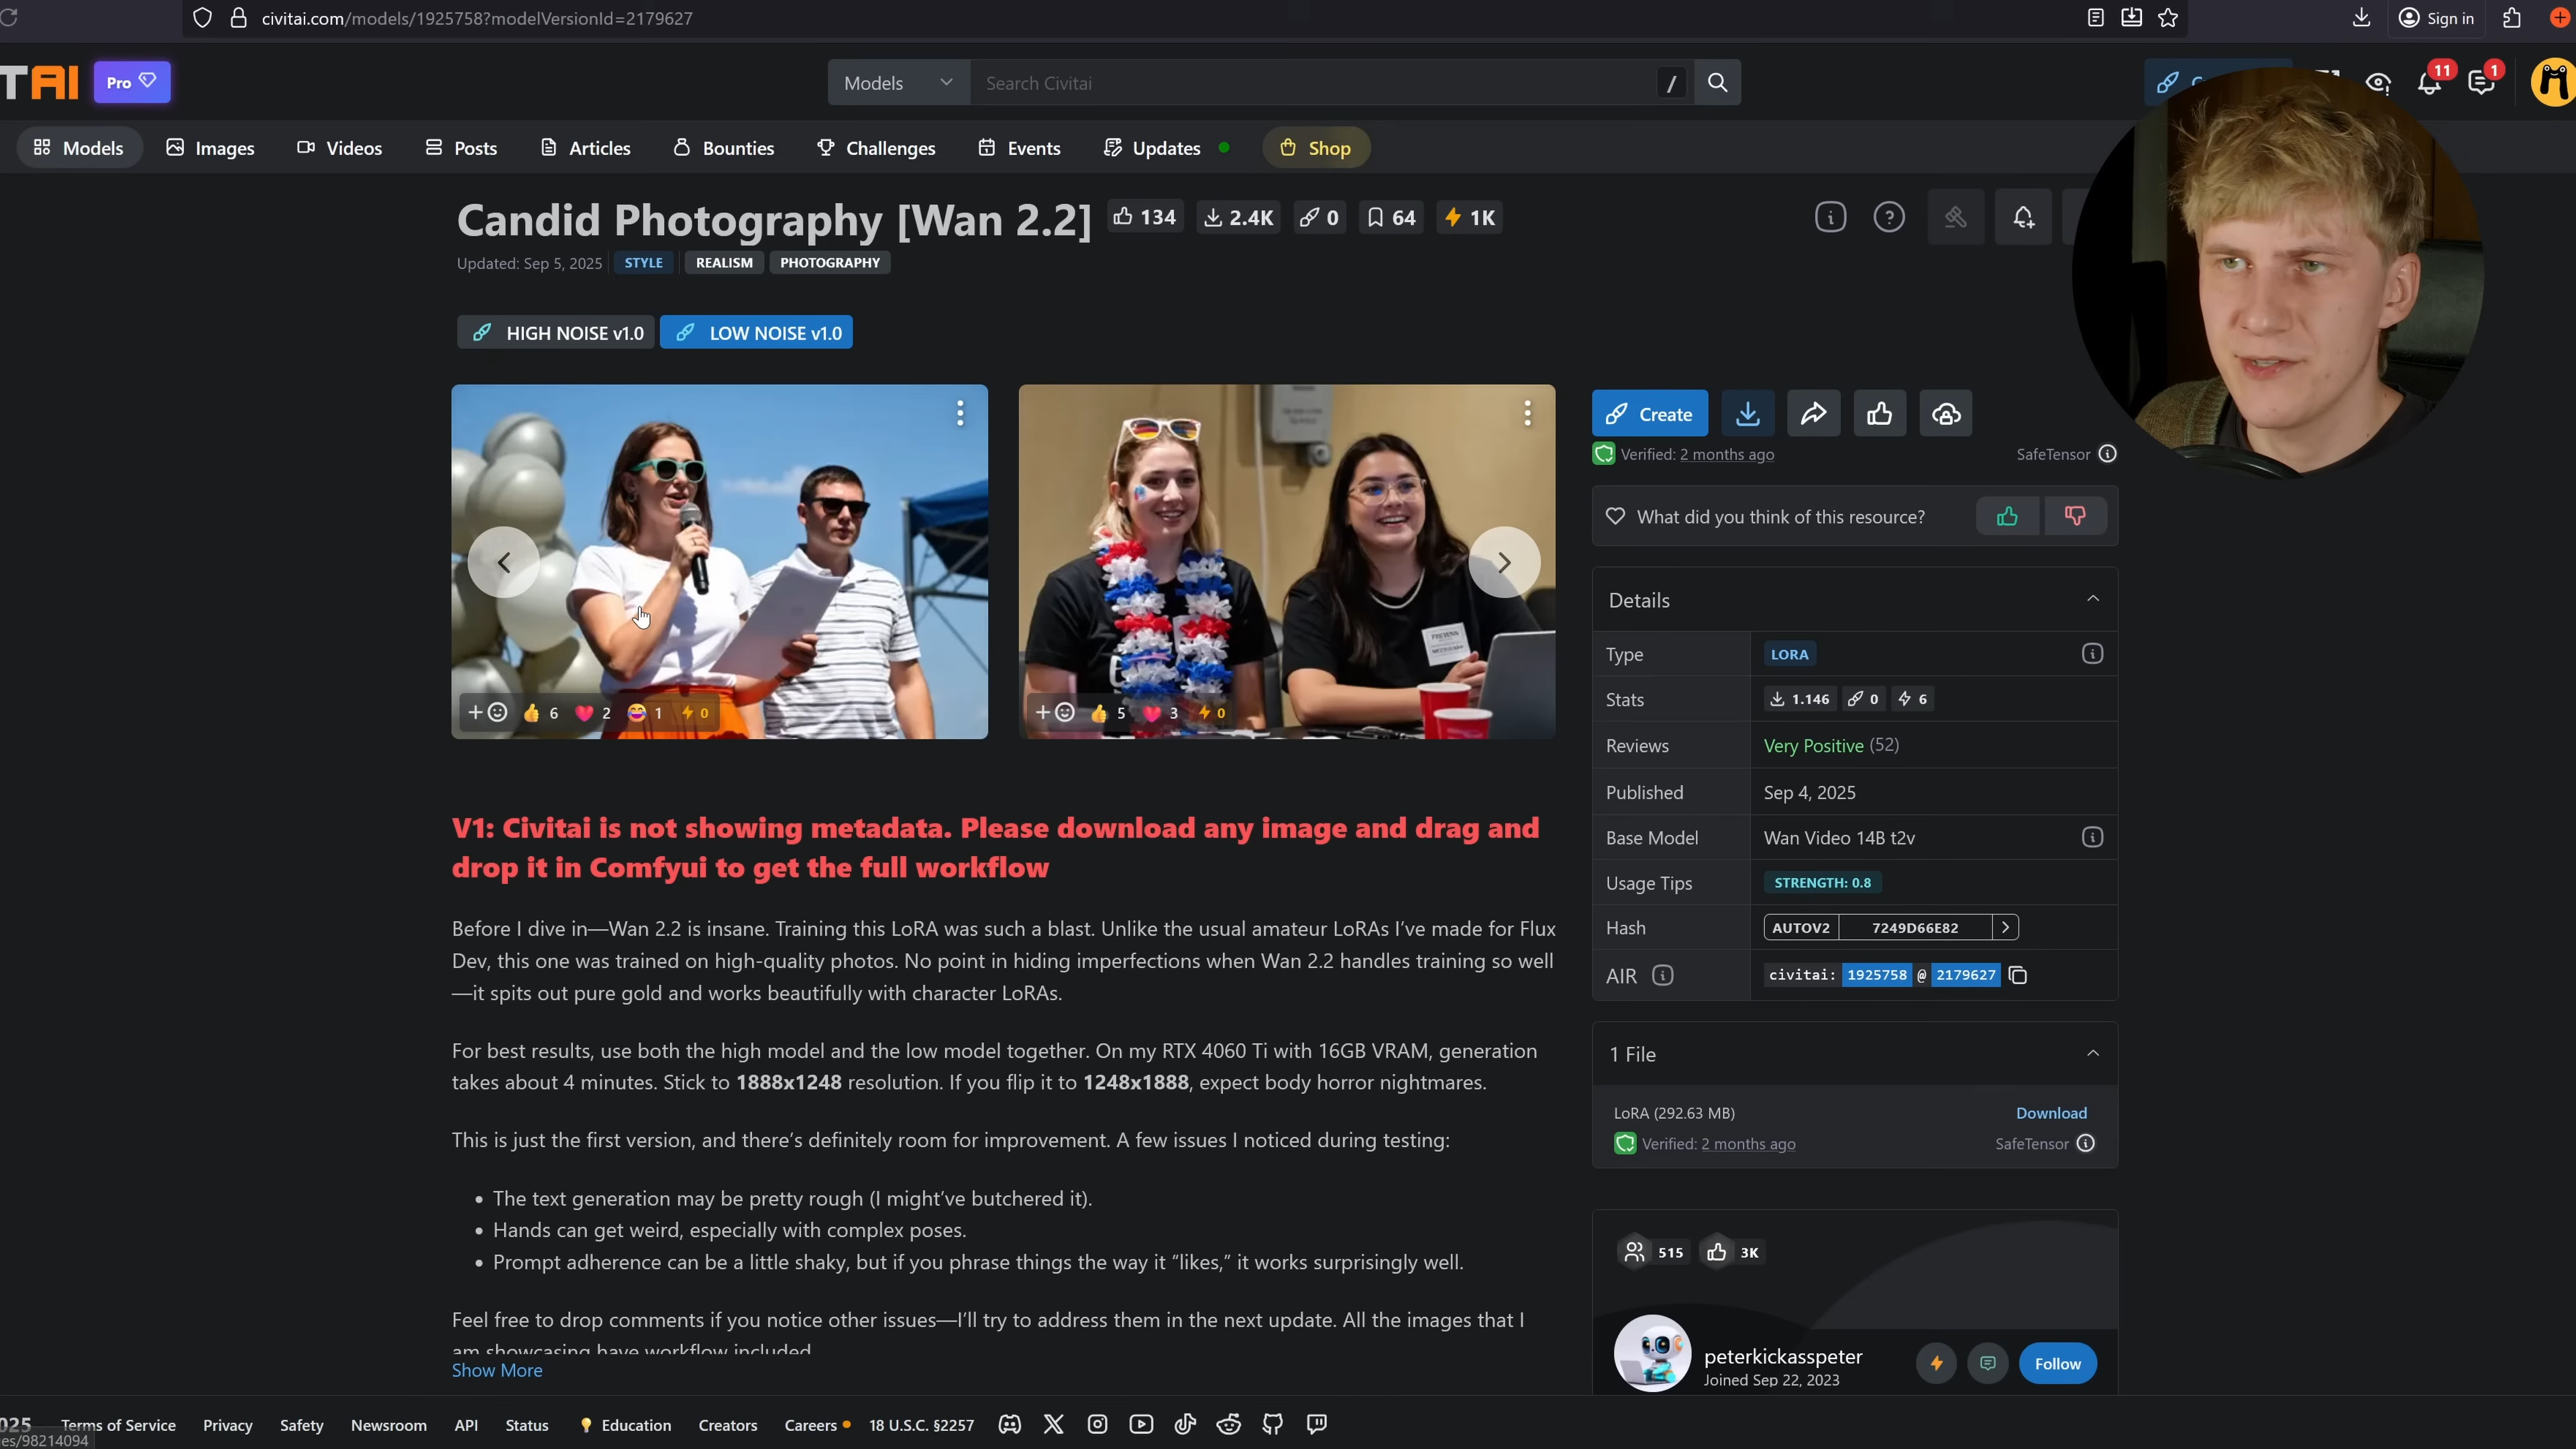 civitai.com/models/1925758?modelVersionId=2179627
Sign in
TAI
Pro
Models
Search Civitai
/
11
1
Models
Images
Videos
Posts
Articles
Bounties
Challenges
Events
Updates
Shop
Candid Photography [Wan 2.2]
134
2.4K
0
64
1K
Updated: Sep 5, 2025
STYLE
REALISM
PHOTOGRAPHY
HIGH NOISE v1.0
LOW NOISE v1.0
Create
Verified: 2 months ago
SafeTensor
What did you think of this resource?
Details
Type
LORA
Stats
1.146
0
6
Reviews
Very Positive (52)
Published
Sep 4, 2025
Base Model
Wan Video 14B t2v
Usage Tips
STRENGTH: 0.8
Hash
AUTOV2
7249D66E82
AIR
civitai: 1925758 @ 2179627
6
2
1
0
5
3
0
V1: Civitai is not showing metadata. Please download any image and drag and
drop it in Comfyui to get the full workflow
Before I dive in—Wan 2.2 is insane. Training this LoRA was such a blast. Unlike the usual amateur LoRAs I’ve made for Flux
Dev, this one was trained on high-quality photos. No point in hiding imperfections when Wan 2.2 handles training so well
—it spits out pure gold and works beautifully with character LoRAs.
For best results, use both the high model and the low model together. On my RTX 4060 Ti with 16GB VRAM, generation
takes about 4 minutes. Stick to 1888x1248 resolution. If you flip it to 1248x1888, expect body horror nightmares.
This is just the first version, and there’s definitely room for improvement. A few issues I noticed during testing:
• The text generation may be pretty rough (I might’ve butchered it).
• Hands can get weird, especially with complex poses.
• Prompt adherence can be a little shaky, but if you phrase things the way it “likes,” it works surprisingly well.
Feel free to drop comments if you notice other issues—I’ll try to address them in the next update. All the images that I
am showcasing have workflow included
Show More
1 File
LoRA (292.63 MB)
Download
Verified: 2 months ago
SafeTensor
515
3K
peterkickasspeter
Joined Sep 22, 2023
Follow
025
Terms of Service
Privacy
Safety
Newsroom
API
Status
Education
Creators
Careers
18 U.S.C. §2257
es/98214094